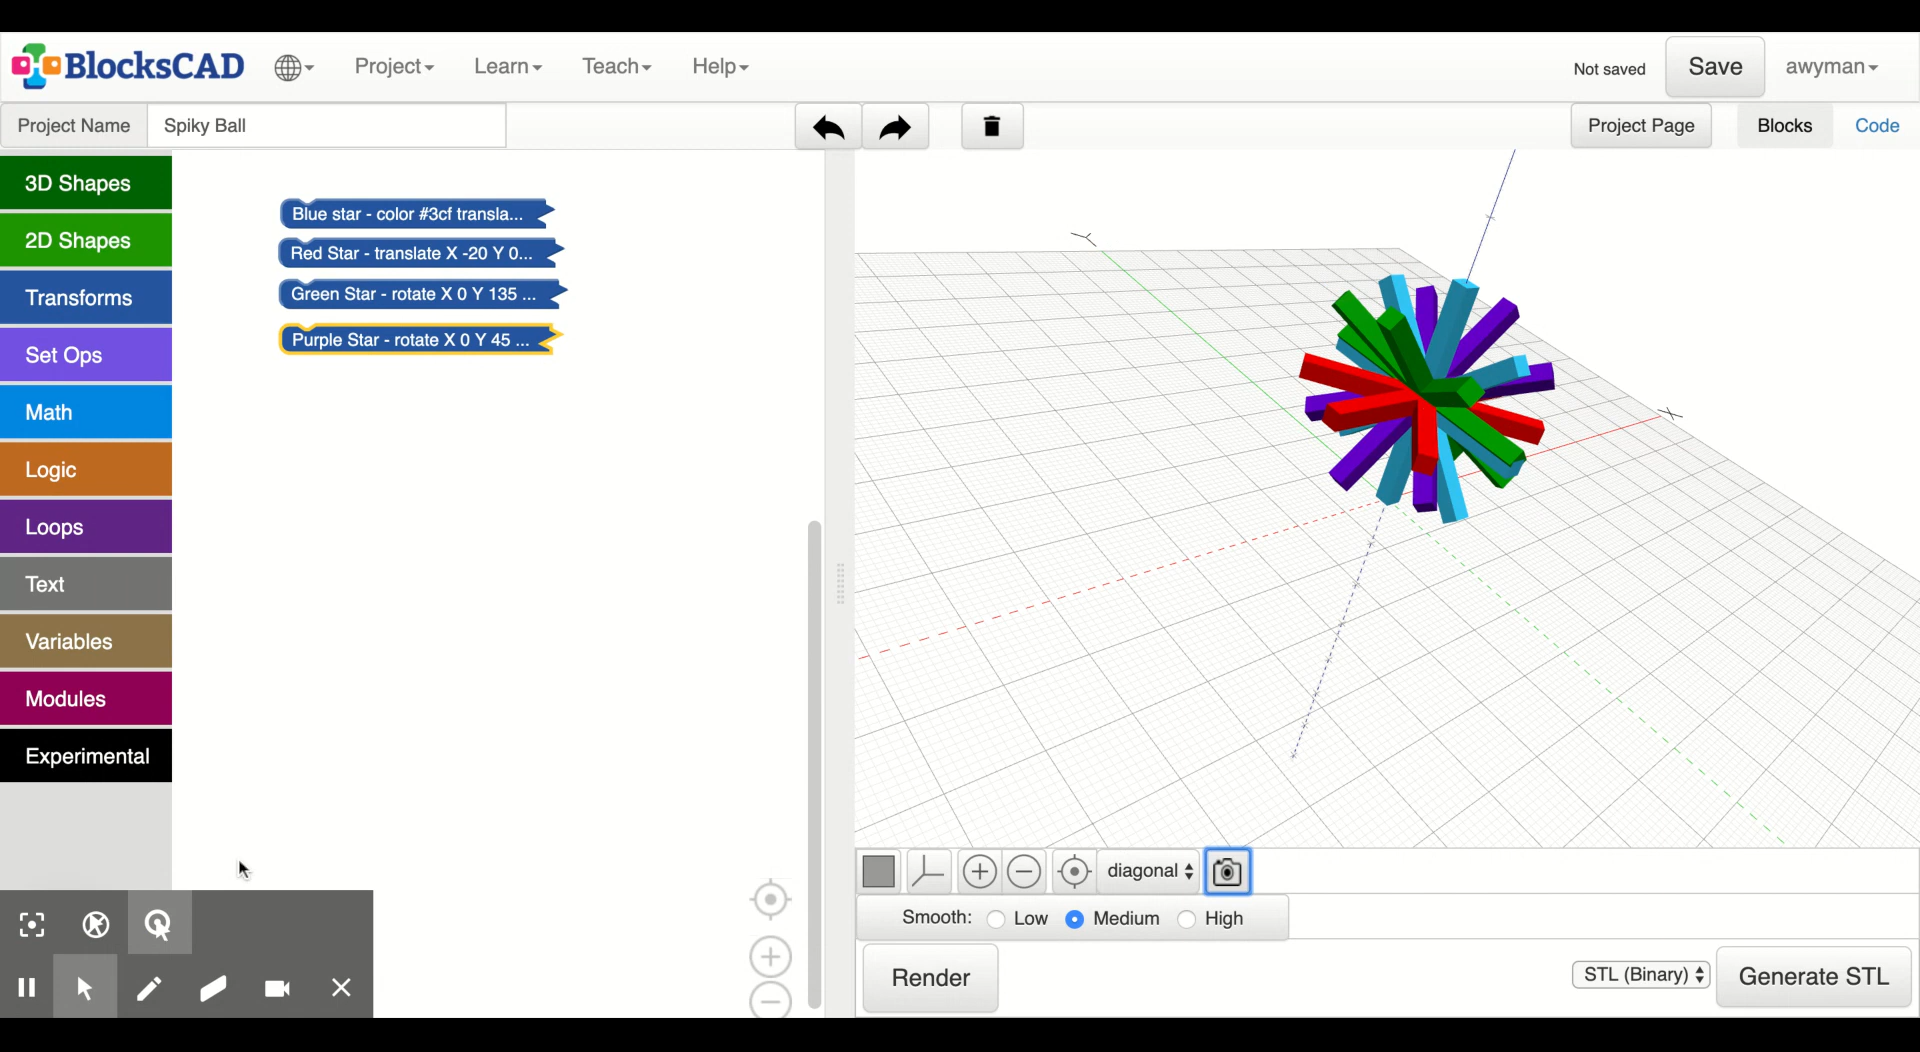 BlocksCAD
Project
Learn
Teach
Help
Not saved
Save
awyman
Project Name
Spiky Ball
Project Page
Blocks
Code
3D Shapes
2D Shapes
Transforms
Set Ops
Math
Logic
Loops
Text
Variables
Modules
Experimental
Blue star - color #3cf transla...
Red Star - translate X -20 Y 0...
Green Star - rotate X 0 Y 135 ...
Purple Star - rotate X 0 Y 45 ...
Y
X
diagonal
Smooth: Low Medium High
Render
STL (Binary)
Generate STL